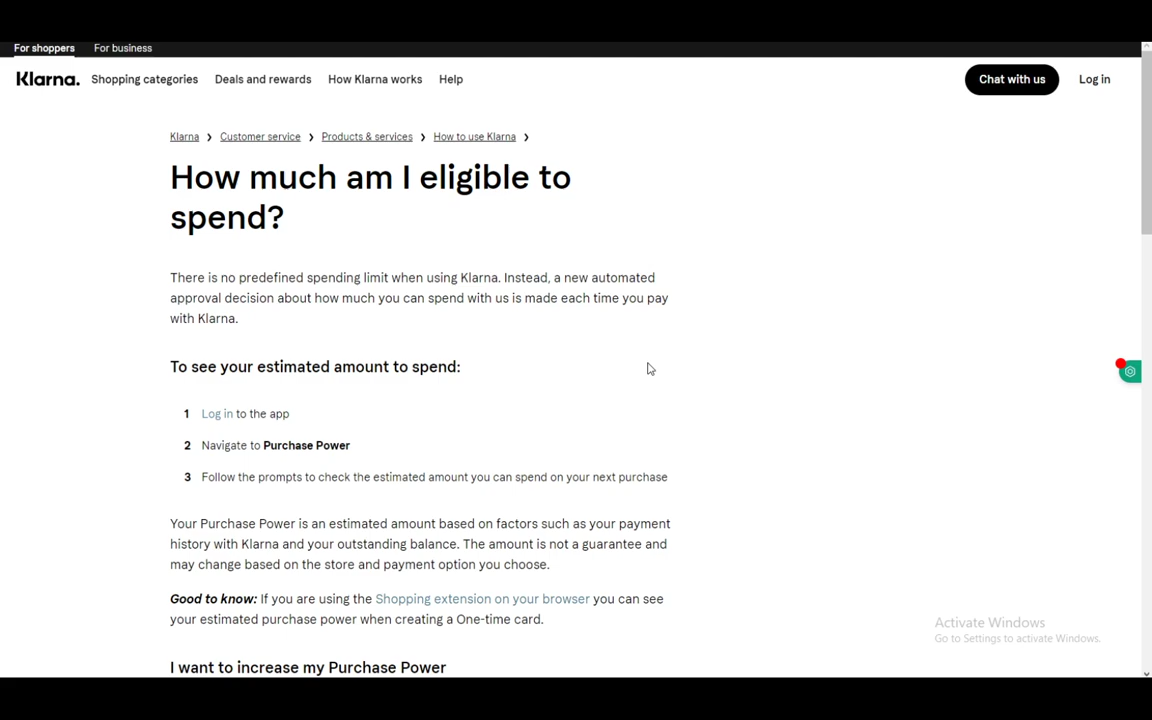 For shoppers For business
Klarna. Shopping categories Deals and rewards How Klarna works Help Chat with us Log in
Klarna › Customer service › Products & services › How to use Klarna ›
How much am I eligible to
spend?
There is no predefined spending limit when using Klarna. Instead, a new automated
approval decision about how much you can spend with us is made each time you pay
with Klarna.
To see your estimated amount to spend:
1 Log in to the app
2 Navigate to Purchase Power
3 Follow the prompts to check the estimated amount you can spend on your next purchase
Your Purchase Power is an estimated amount based on factors such as your payment
history with Klarna and your outstanding balance. The amount is not a guarantee and
may change based on the store and payment option you choose.
Good to know: If you are using the Shopping extension on your browser you can see
your estimated purchase power when creating a One-time card.
Activate Windows
Go to Settings to activate Windows.
I want to increase my Purchase Power